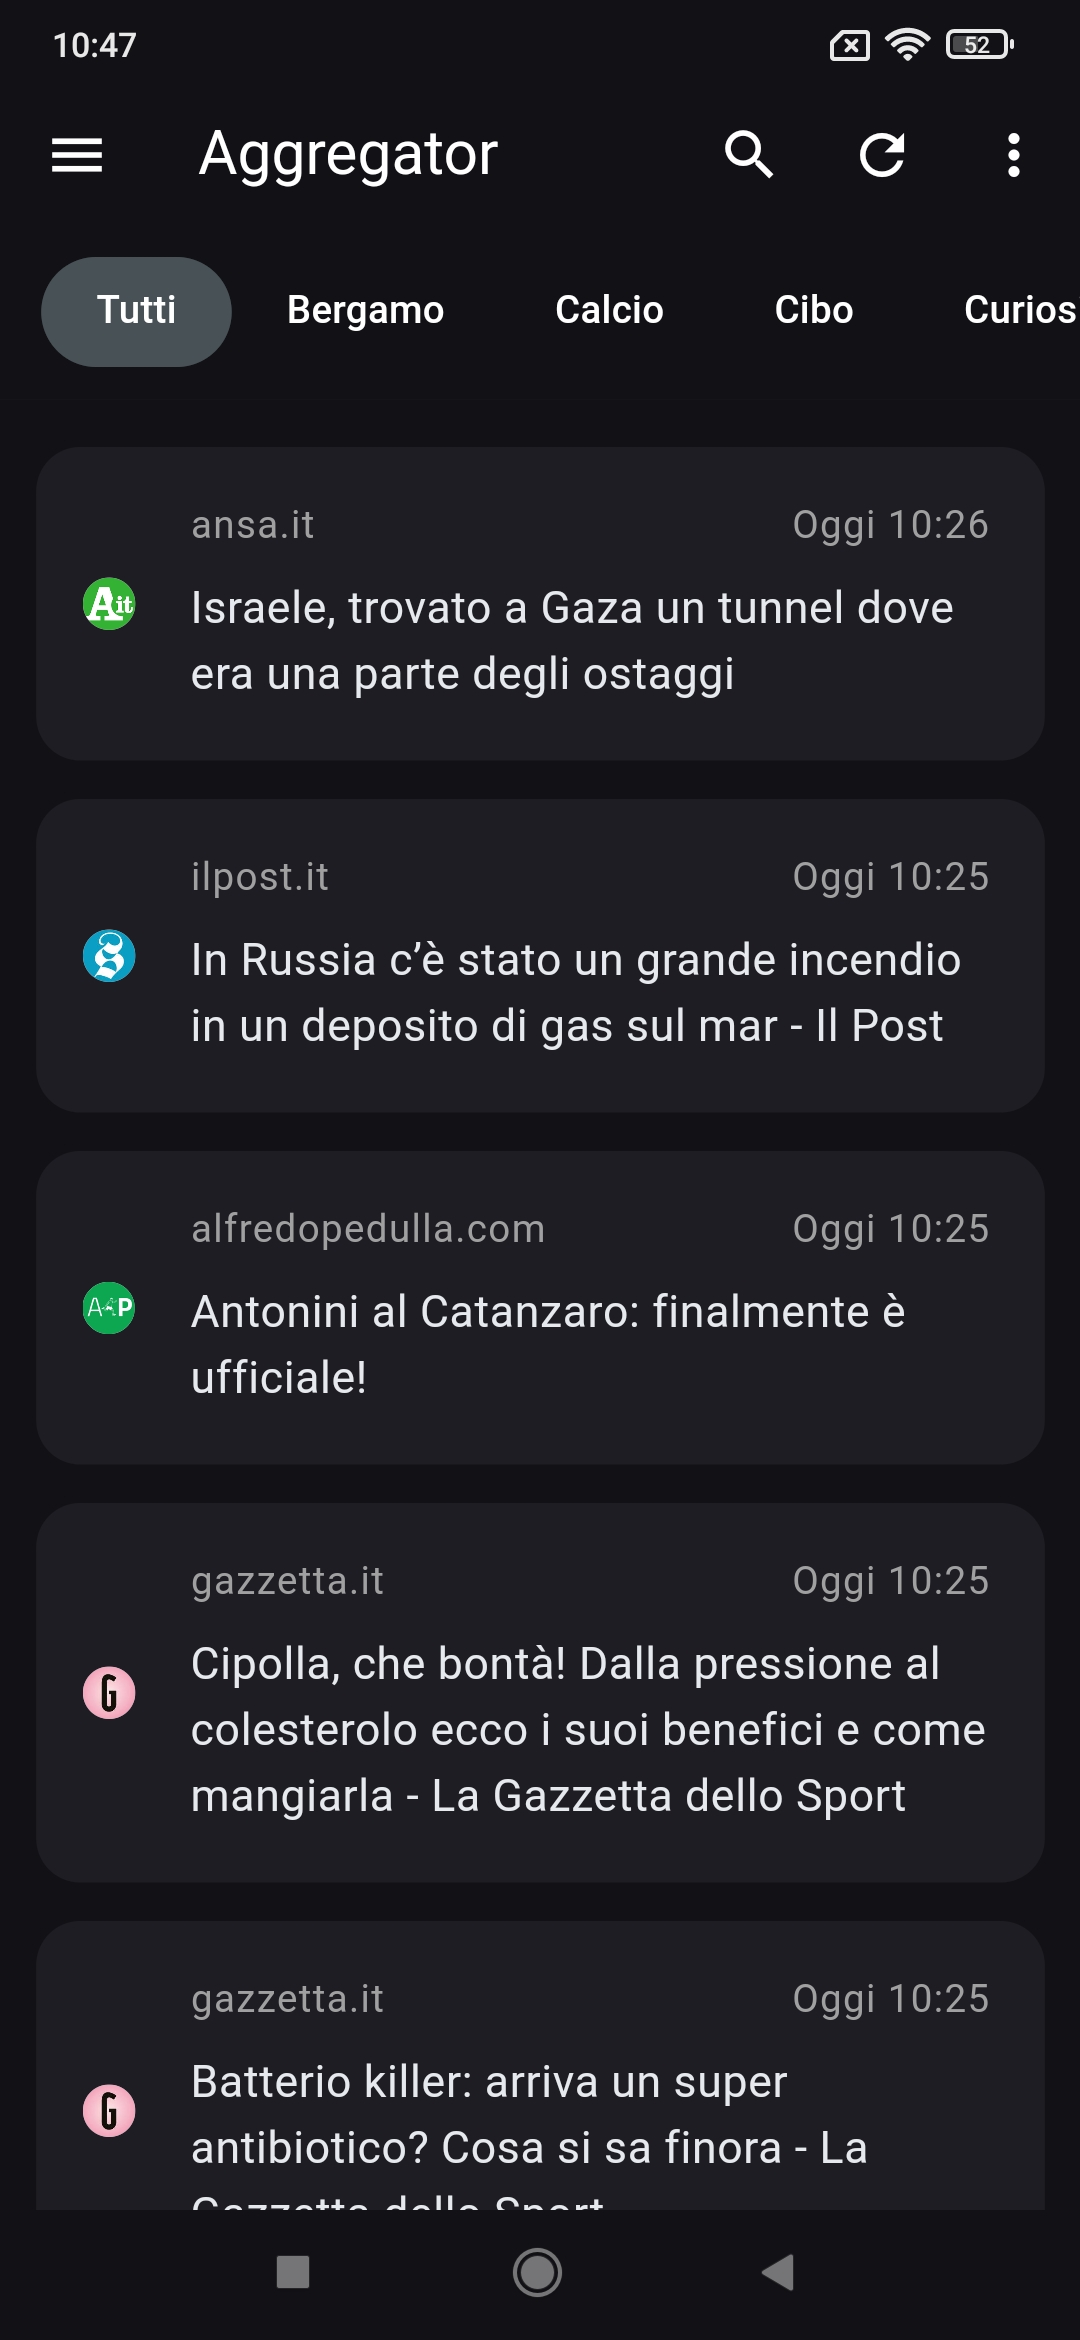 10:47
52
Aggregator
Tutti Bergamo Calcio Cibo Curios
ansa.it Oggi 10:26
Ait
Israele, trovato a Gaza un tunnel dove
era una parte degli ostaggi
ilpost.it Oggi 10:25
In Russia c’è stato un grande incendio
in un deposito di gas sul mar - Il Post
alfredopedulla.com Oggi 10:25
Antonini al Catanzaro: finalmente è
ufficiale!
gazzetta.it Oggi 10:25
Cipolla, che bontà! Dalla pressione al
G
colesterolo ecco i suoi benefici e come
mangiarla - La Gazzetta dello Sport
gazzetta.it Oggi 10:25
Batterio killer: arriva un super
G
antibiotico? Cosa si sa finora - La
Gazzetta dello Sport